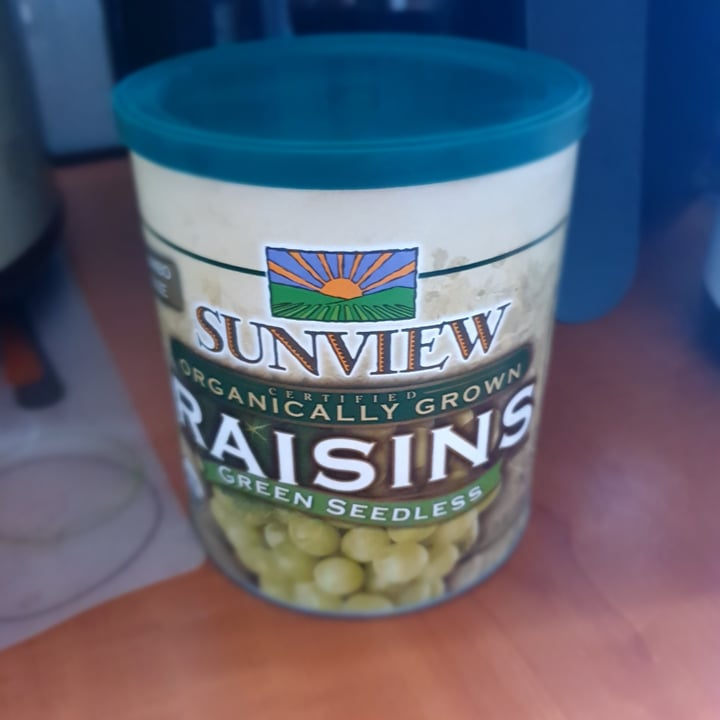 SUNVIEW
CERTIFIED
ORGANICALLY GROWN
RAISINS
GREEN SEEDLESS